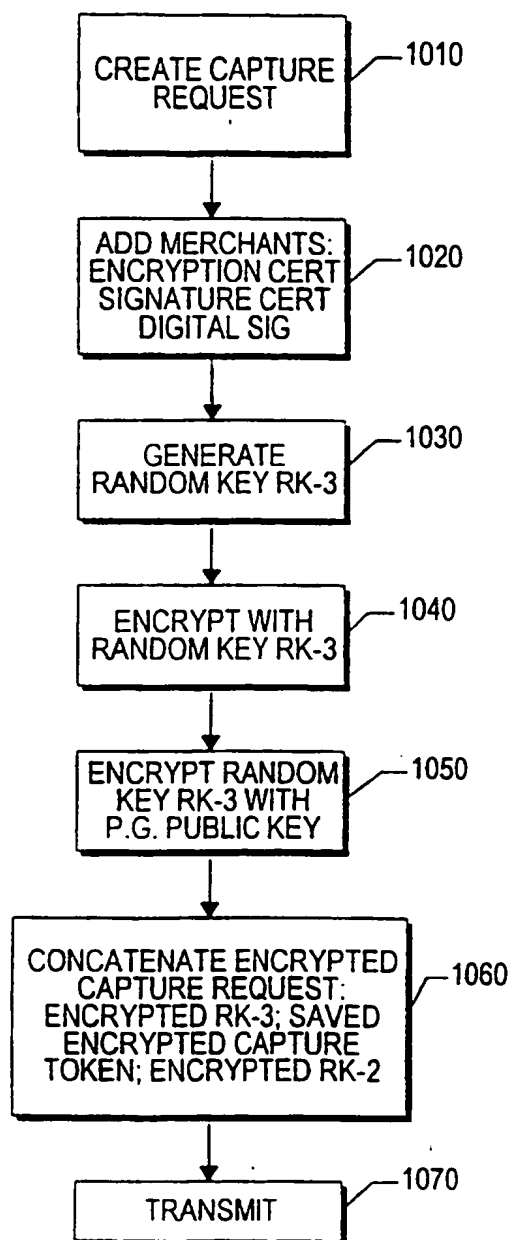 CREATE CAPTURE
REQUEST
1010
ADD MERCHANTS:
ENCRYPTION CERT
SIGNATURE CERT
DIGITAL SIG
1020
GENERATE
RANDOM KEY RK-3
1030
ENCRYPT WITH
RANDOM KEY RK-3
1040
ENCRYPT RANDOM
KEY RK-3 WITH
P.G. PUBLIC KEY
1050
CONCATENATE ENCRYPTED
CAPTURE REQUEST:
ENCRYPTED RK-3; SAVED
ENCRYPTED CAPTURE
TOKEN; ENCRYPTED RK-2
1060
TRANSMIT
1070